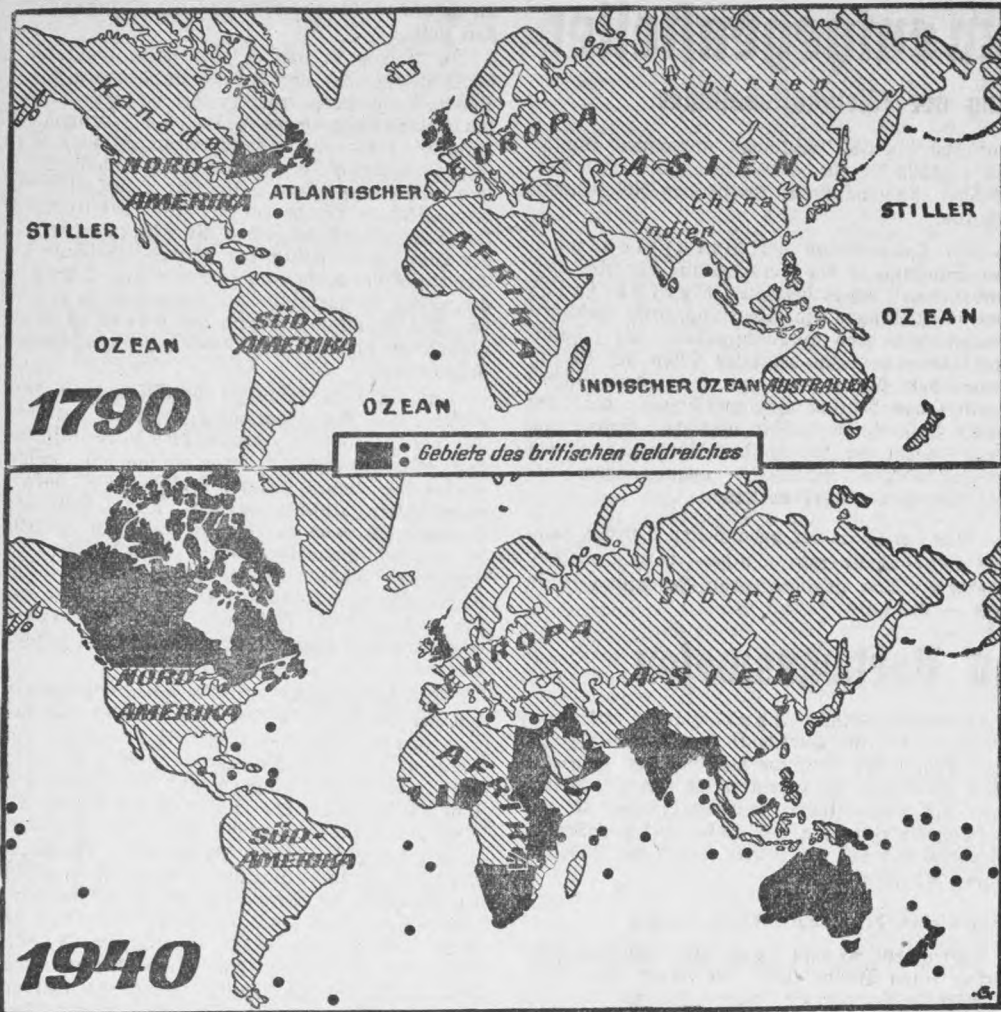 Kanada
Sibirien
EUROPA
NORD-
AMERIKA
ATLANTISCHER
ASIEN
China
Indien
STILLER
STILLER
AFRIKA
SÜD-
AMERIKA
OZEAN
OZEAN
OZEAN
INDISCHER OZEAN
AUSTRALIEN
1790
Gebiete des britischen Geldreiches
Sibirien
EUROPA
ASIEN
NORD-
AMERIKA
AFRIKA
SÜD-
AMERIKA
1940